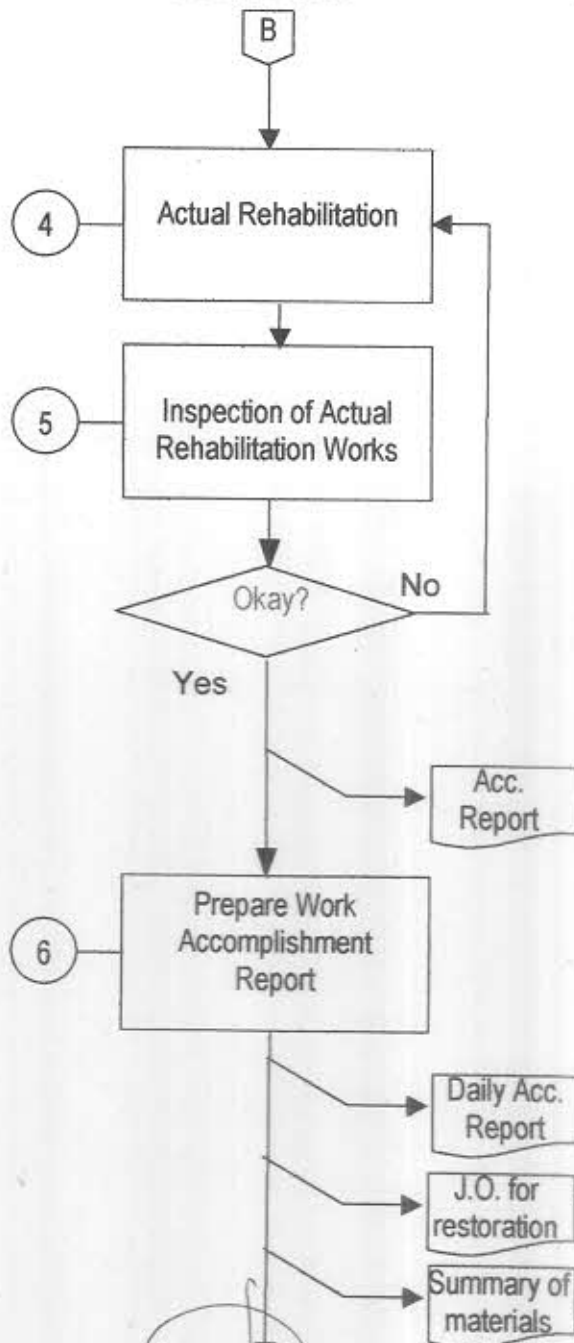 B
4
Actual Rehabilitation
5
Inspection of Actual
Rehabilitation Works
Okay?
No
Yes
Acc.
Report
6
Prepare Work
Accomplishment
Report
Daily Acc.
Report
J.O. for
restoration
Summary of
materials